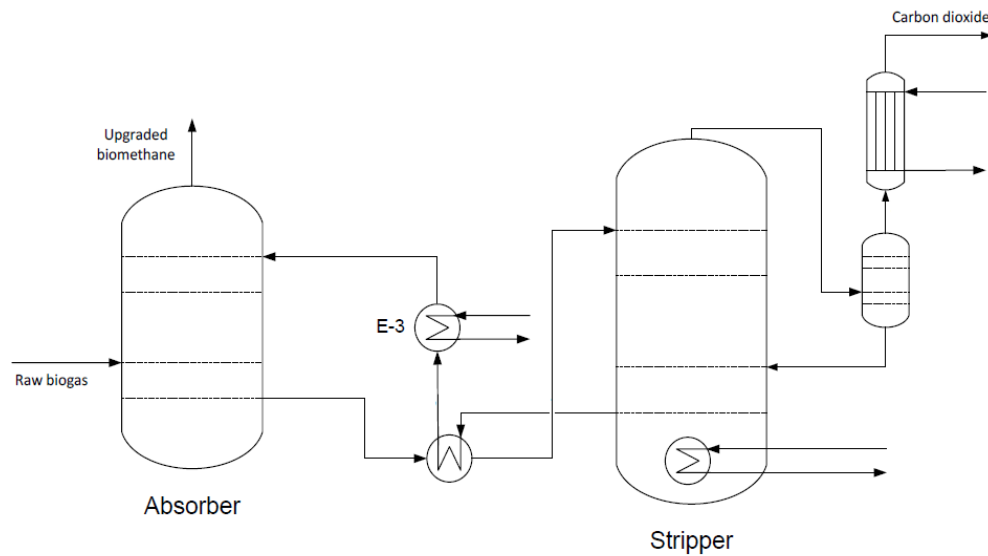 Carbon dioxide
Upgraded
biomethane
E-3
Raw biogas
Absorber
Stripper